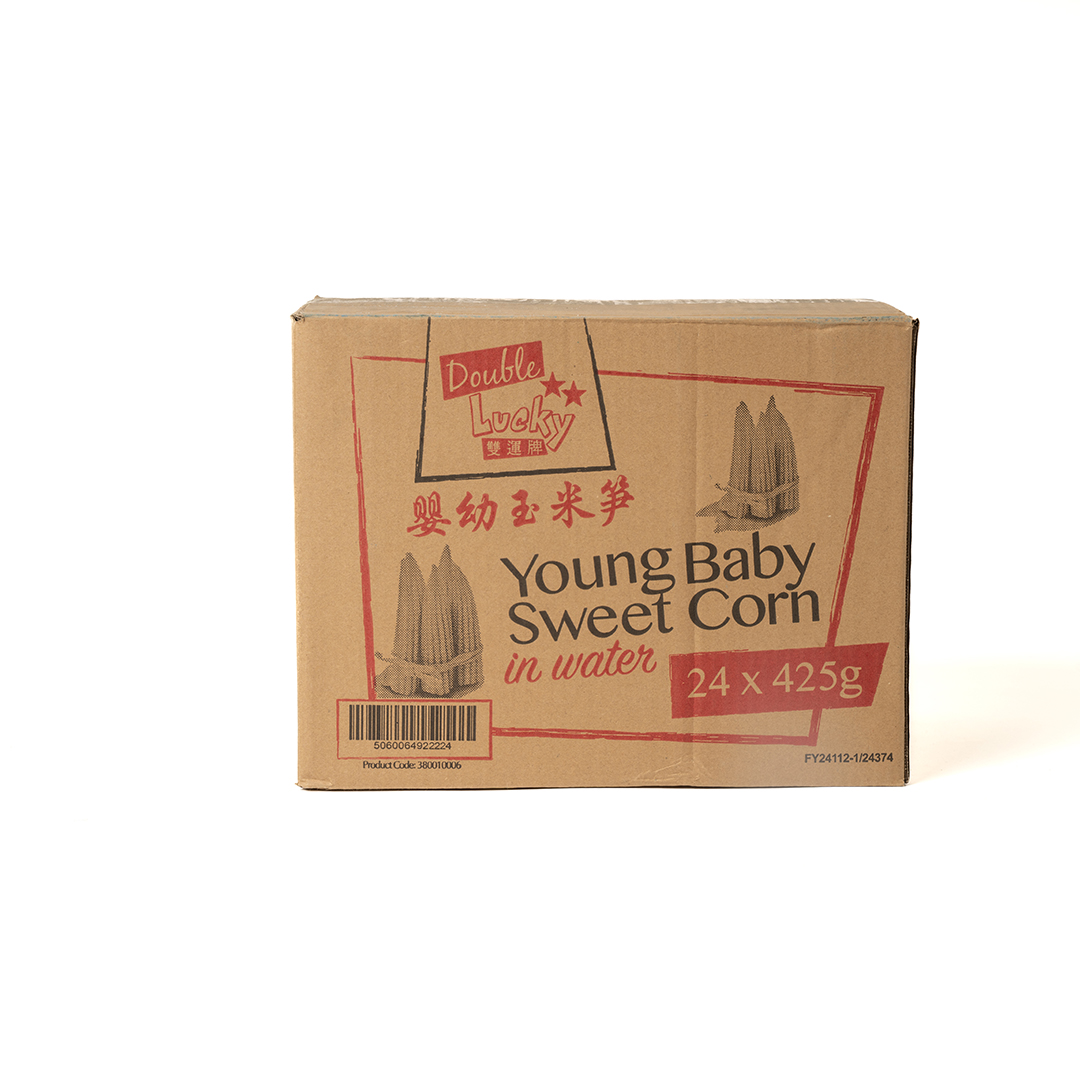 Double
Lucky
雙運牌
婴幼玉米笋
Young Baby
Sweet Corn
in water
24 x 425g
5060064922224
Product Code: 380010006
FY24112-1/24374